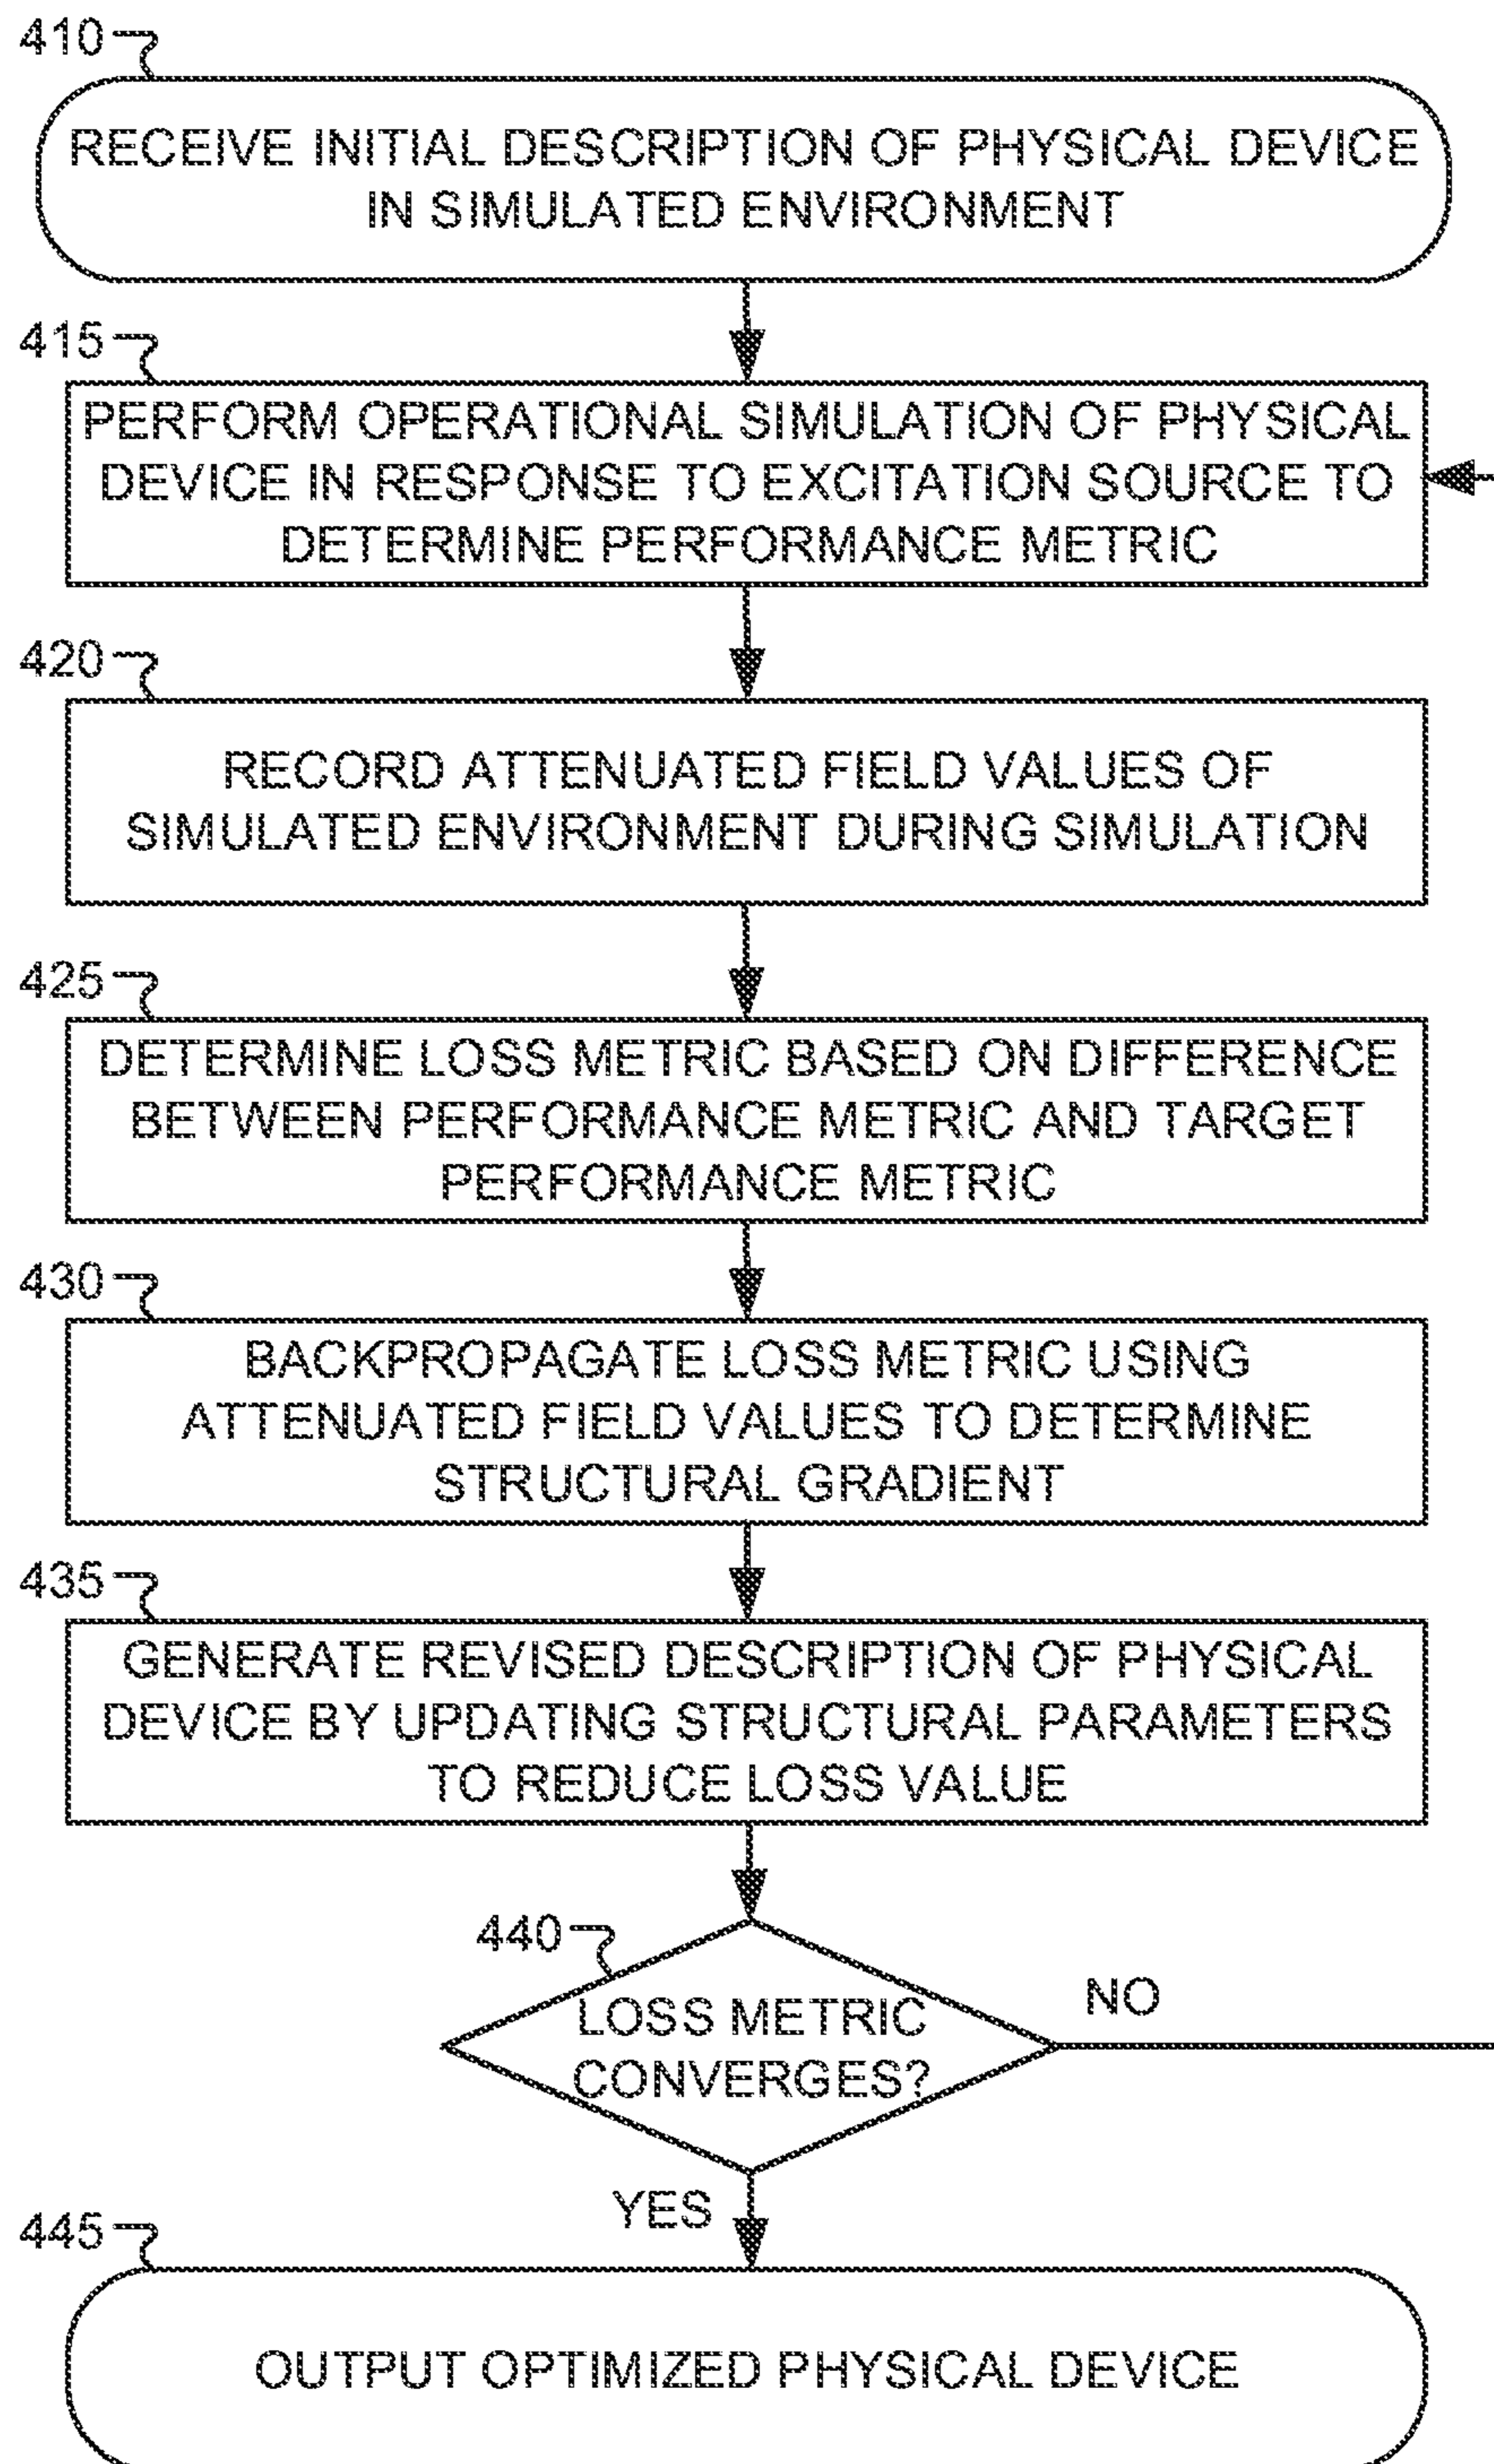 410
RECEIVE INITIAL DESCRIPTION OF PHYSICAL DEVICE
IN SIMULATED ENVIRONMENT
415
PERFORM OPERATIONAL SIMULATION OF PHYSICAL
DEVICE IN RESPONSE TO EXCITATION SOURCE TO
DETERMINE PERFORMANCE METRIC
420
RECORD ATTENUATED FIELD VALUES OF
SIMULATED ENVIRONMENT DURING SIMULATION
425
DETERMINE LOSS METRIC BASED ON DIFFERENCE
BETWEEN PERFORMANCE METRIC AND TARGET
PERFORMANCE METRIC
430
BACKPROPAGATE LOSS METRIC USING
ATTENUATED FIELD VALUES TO DETERMINE
STRUCTURAL GRADIENT
435
GENERATE REVISED DESCRIPTION OF PHYSICAL
DEVICE BY UPDATING STRUCTURAL PARAMETERS
TO REDUCE LOSS VALUE
440
LOSS METRIC
CONVERGES?
NO
YES
445
OUTPUT OPTIMIZED PHYSICAL DEVICE